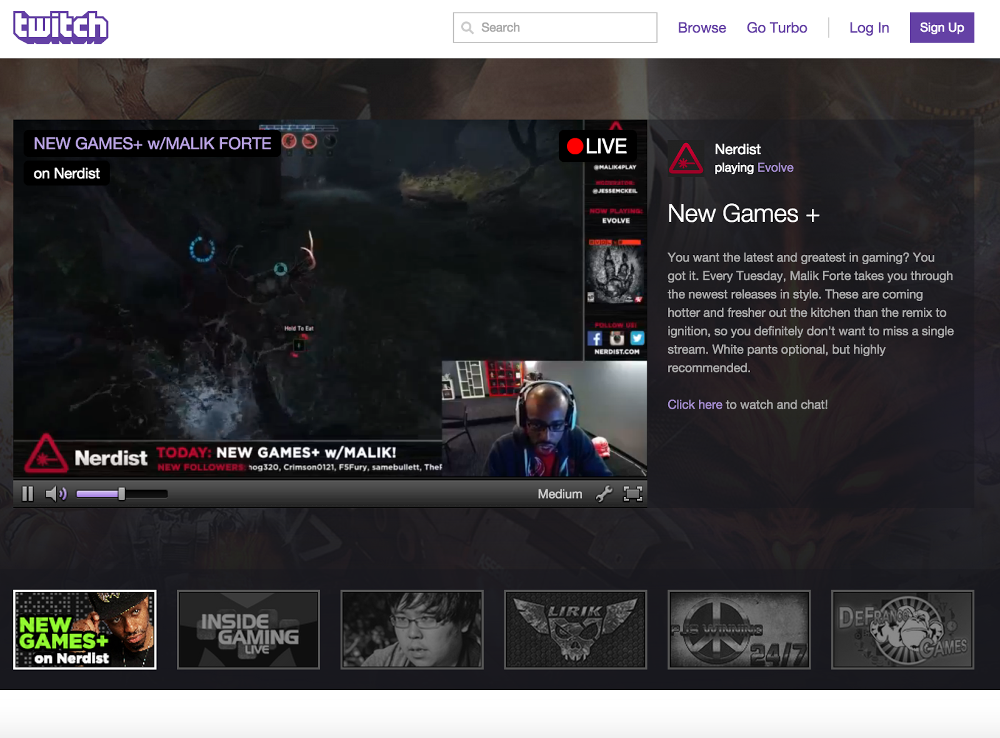 twitch
Search
Browse
Go Turbo
Log In
Sign Up
NEW GAMES+ w/MALIK FORTE
on Nerdist
LIVE
@MALIK4PLAY
MODERATOR:
@JESSEMCKEIL
NOW PLAYING:
EVOLVE
EVOLVE
FOLLOW US!
NERDIST.COM
Hold To Eat
Nerdist
TODAY: NEW GAMES+ w/MALIK!
NEW FOLLOWERS: hog320, Crimson0121, F5Fury, samebullett, TheF
Medium
Nerdist
playing Evolve
New Games +
You want the latest and greatest in gaming? You
got it. Every Tuesday, Malik Forte takes you through
the newest releases in style. These are coming
hotter and fresher out the kitchen than the remix to
ignition, so you definitely don't want to miss a single
stream. White pants optional, but highly
recommended.
Click here to watch and chat!
NEW
GAMES+
on Nerdist
INSIDE
GAMING
LIVE
LIRIK
WINNING
24/7
DEFRANCO
GAMES